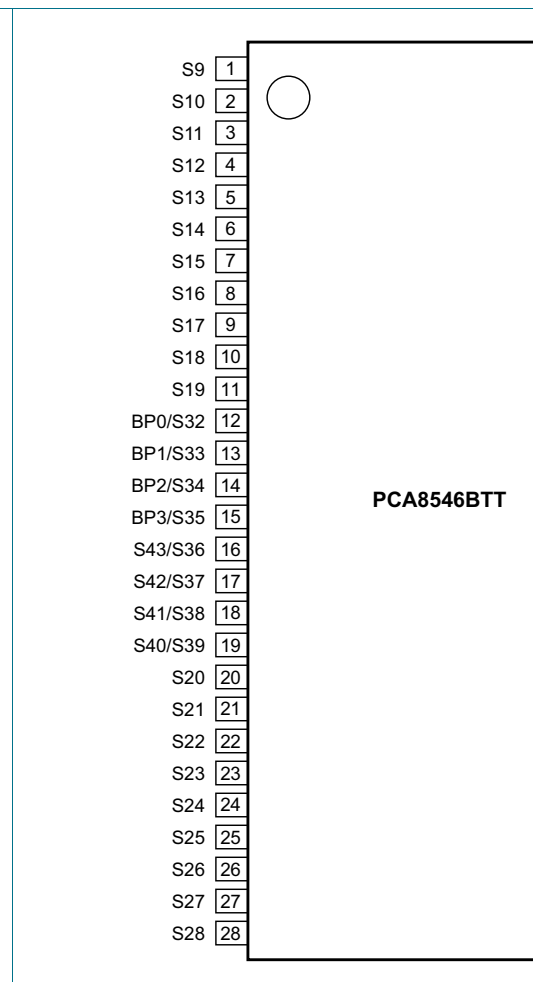 S9 1
S10 2
S11 3
S12 4
S13 5
S14 6
S15 7
S16 8
S17 9
S18 10
S19 11
BP0/S32 12
BP1/S33 13
BP2/S34 14
PCA8546BTT
BP3/S35 15
S43/S36 16
S42/S37 17
S41/S38 18
S40/S39 19
S20 20
S21 21
S22 22
S23 23
S24 24
S25 25
S26 26
S27 27
S28 28